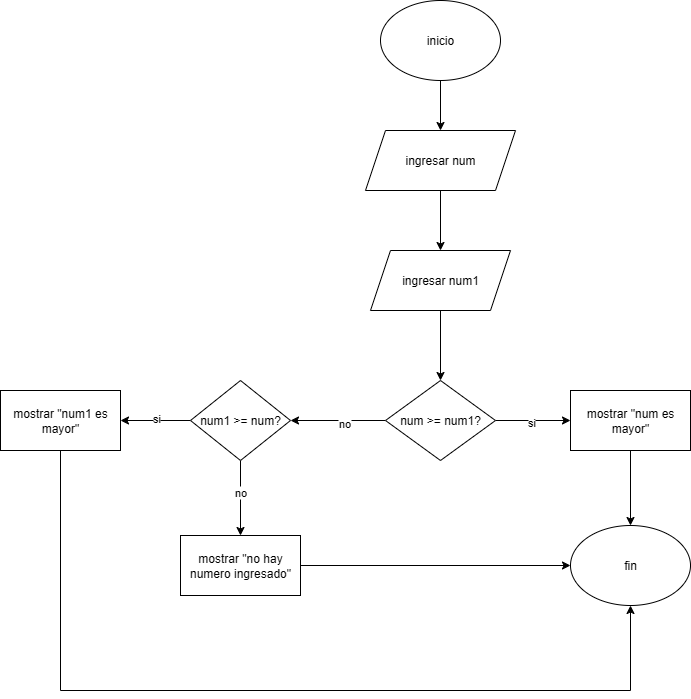 inicio
ingresar num
ingresar num1
mostrar "num1 es
mayor"
si
num1 >= num?
no
num >= num1?
si
mostrar "num es
mayor"
no
mostrar "no hay
numero ingresado"
fin